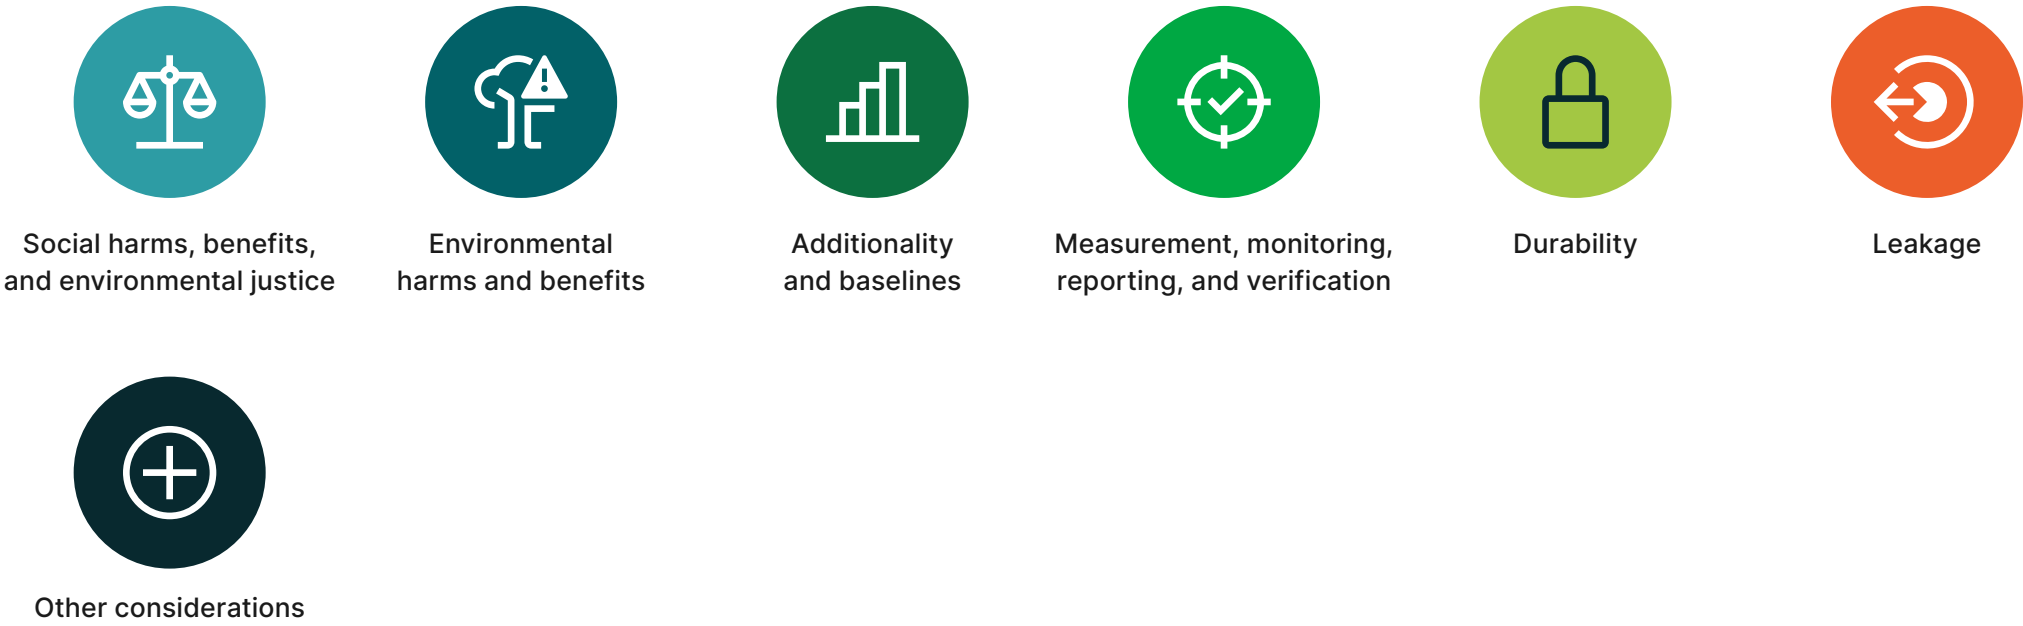 Social harms, benefits,
and environmental justice
Environmental
harms and benefits
Additionality
and baselines
Measurement, monitoring,
reporting, and verification
Durability
Leakage
Other considerations